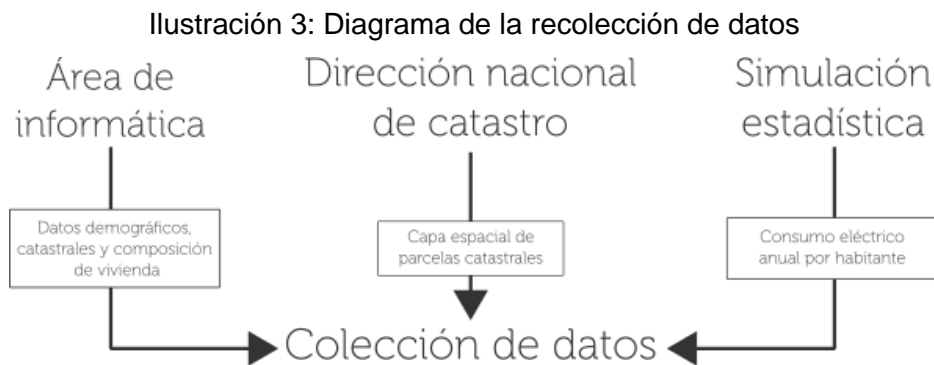 Ilustración 3: Diagrama de la recolección de datos
Área de
informática
Dirección nacional
de catastro
Simulación
estadística
Datos demográficos,
catastrales y composición
de vivienda
Capa espacial de
parcelas catastrales
Consumo eléctrico
anual por habitante
Colección de datos